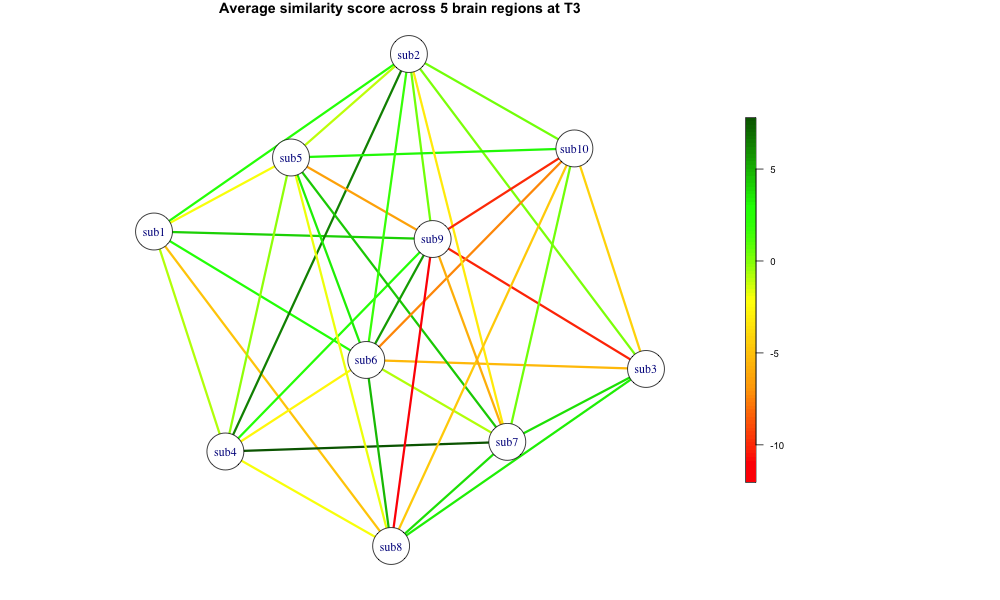 Average similarity score across 5 brain regions at T3
sub2
sub10
sub5
sub1
sub9
sub6
sub3
sub7
sub4
sub8
5
0
-5
-10